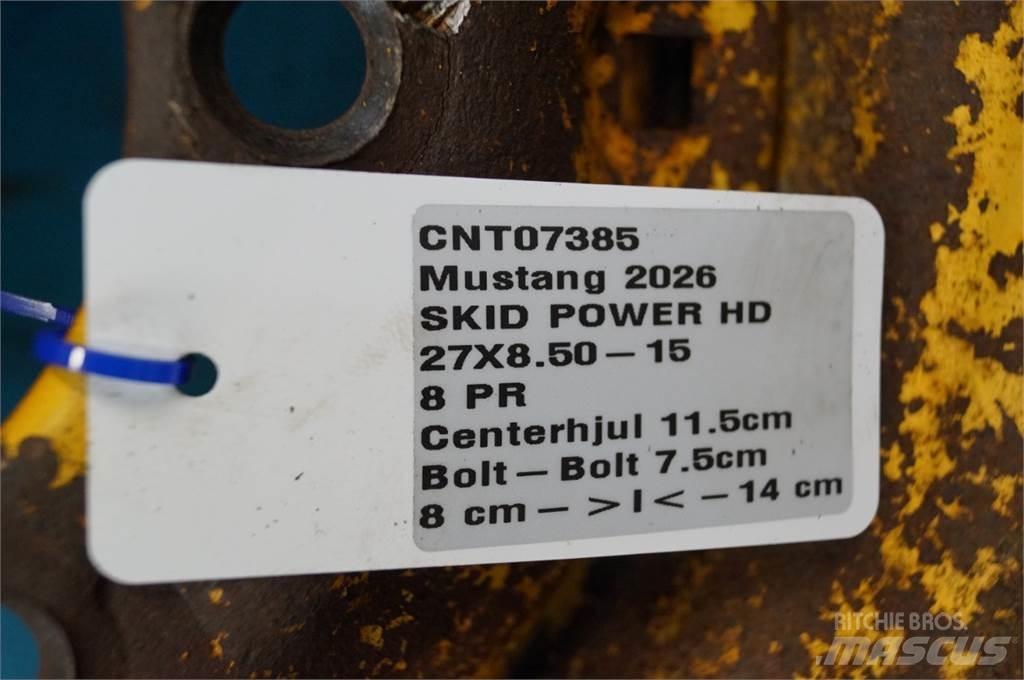 CNT07385
Mustang 2026
SKID POWER HD
27X8.50-15
8 PR
Centerhjul 11.5cm
Bolt-Bolt 7.5cm
8 cm->I<-14 cm
RITCHIE BROS.
MASCUS